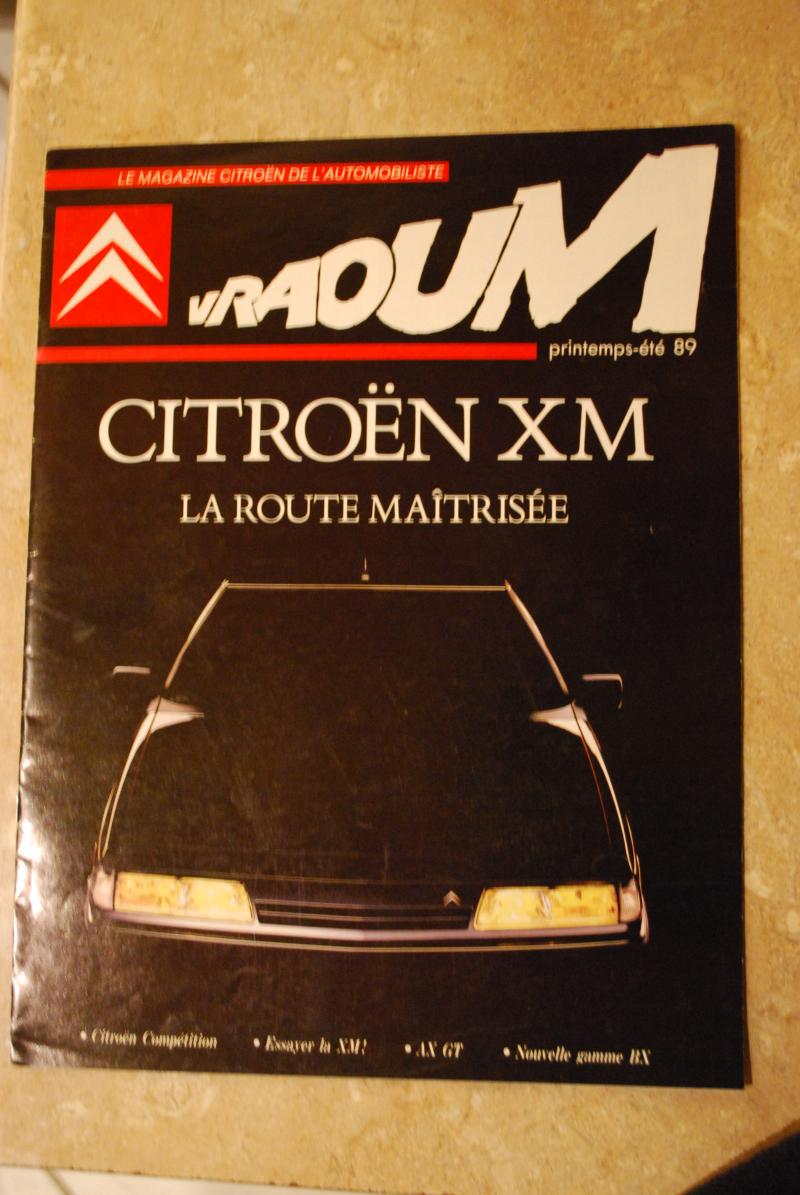 LE MAGAZINE CITROËN DE L'AUTOMOBILISTE
VRAOUM
printemps-été 89
CITROËN XM
LA ROUTE MAÎTRISÉE
• Citroën Compétition • Essayer la XM! • AX GT • Nouvelle gamme BX